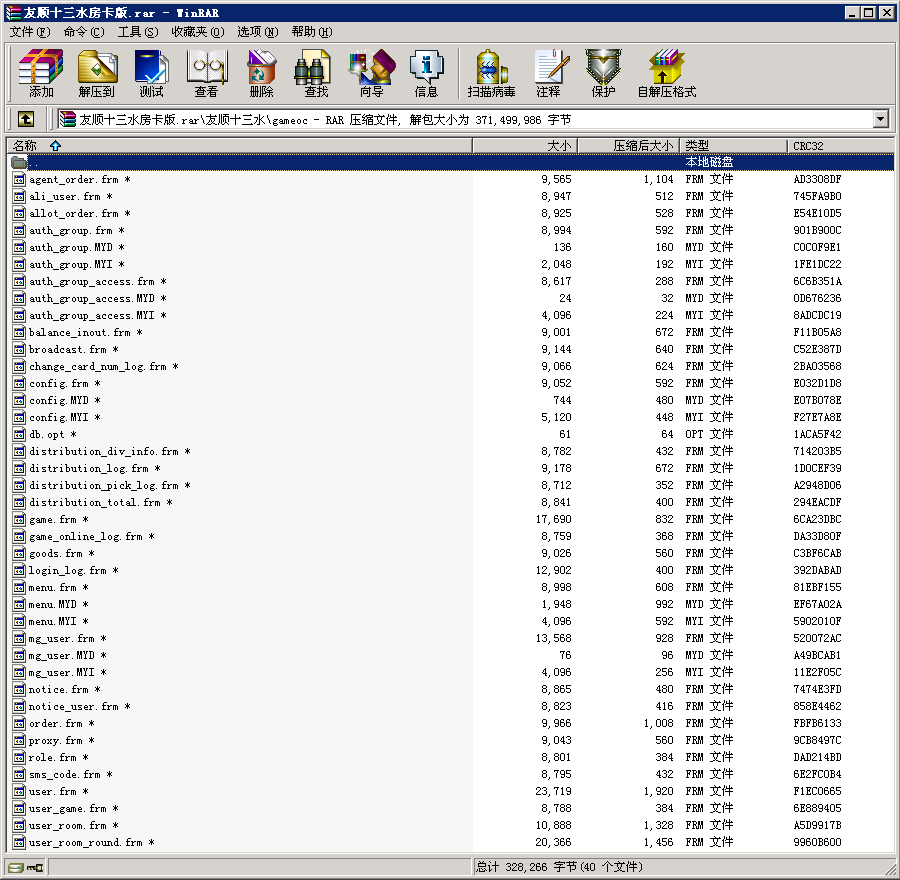 友顺十三水房卡版.rar - WinRAR
文件(F) 命令(C) 工具(S) 收藏夹(O) 选项(N) 帮助(H)
添加 解压到 测试 查看 删除 查找 向导 信息 扫描病毒 注释 保护 自解压格式
友顺十三水房卡版.rar\友顺十三水\gameoc - RAR 压缩文件, 解包大小为 371,499,986 字节
名称 大小 压缩后大小 类型 CRC32
.. 本地磁盘
agent_order.frm * 9,565 1,104 FRM 文件 AD3308DF
ali_user.frm * 8,947 512 FRM 文件 745FA9B0
allot_order.frm * 8,925 528 FRM 文件 E54E10D5
auth_group.frm * 8,994 592 FRM 文件 901B900C
auth_group.MYD * 136 160 MYD 文件 C0C0F9E1
auth_group.MYI * 2,048 192 MYI 文件 1FE1DC22
auth_group_access.frm * 8,617 288 FRM 文件 6C6B351A
auth_group_access.MYD * 24 32 MYD 文件 0D676236
auth_group_access.MYI * 4,096 224 MYI 文件 8ADCDC19
balance_inout.frm * 9,001 672 FRM 文件 F11B05A8
broadcast.frm * 9,144 640 FRM 文件 C52E387D
change_card_num_log.frm * 9,066 624 FRM 文件 2BA03568
config.frm * 9,052 592 FRM 文件 E032D1D8
config.MYD * 744 480 MYD 文件 E07B078E
config.MYI * 5,120 448 MYI 文件 F27E7A8E
db.opt * 61 64 OPT 文件 1ACA5F42
distribution_div_info.frm * 8,782 432 FRM 文件 714203B5
distribution_log.frm * 9,178 672 FRM 文件 1D0CEF39
distribution_pick_log.frm * 8,712 352 FRM 文件 A2948D06
distribution_total.frm * 8,841 400 FRM 文件 294EACDF
game.frm * 17,690 832 FRM 文件 6CA23DBC
game_online_log.frm * 8,759 368 FRM 文件 DA33D80F
goods.frm * 9,026 560 FRM 文件 C3BF6CAB
login_log.frm * 12,902 400 FRM 文件 392DABAD
menu.frm * 8,998 608 FRM 文件 81EBF155
menu.MYD * 1,948 992 MYD 文件 EF67A02A
menu.MYI * 4,096 592 MYI 文件 5902010F
mg_user.frm * 13,568 928 FRM 文件 520072AC
mg_user.MYD * 76 96 MYD 文件 A49BCAB1
mg_user.MYI * 4,096 256 MYI 文件 11E2F05C
notice.frm * 8,865 480 FRM 文件 7474E3FD
notice_user.frm * 8,823 416 FRM 文件 858E4462
order.frm * 9,966 1,008 FRM 文件 FBFB6133
proxy.frm * 9,043 560 FRM 文件 9CB8497C
role.frm * 8,801 384 FRM 文件 DAD214BD
sms_code.frm * 8,795 432 FRM 文件 6E2FC0B4
user.frm * 23,719 1,920 FRM 文件 F1EC0665
user_game.frm * 8,788 384 FRM 文件 6E889405
user_room.frm * 10,888 1,328 FRM 文件 A5D9917B
user_room_round.frm * 20,366 1,456 FRM 文件 9960B600
总计 328,266 字节(40 个文件)